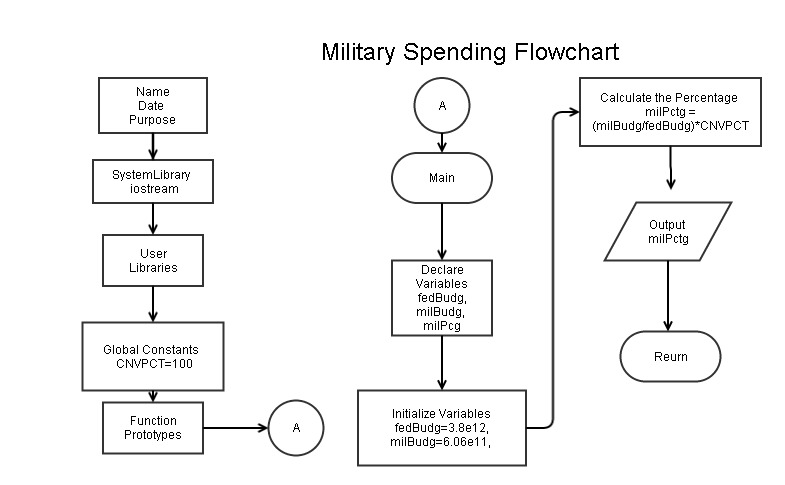 Military Spending Flowchart
Name
Date
Purpose
SystemLibrary
iostream
User
Libraries
Global Constants
CNVPCT=100
Function
Prototypes
A
A
Main
Declare
Variables
fedBudg,
milBudg,
milPcg
Initialize Variables
fedBudg=3.8e12,
milBudg=6.06e11,
Calculate the Percentage
milPctg =
(milBudg/fedBudg)*CNVPCT
Output
milPctg
Reurn